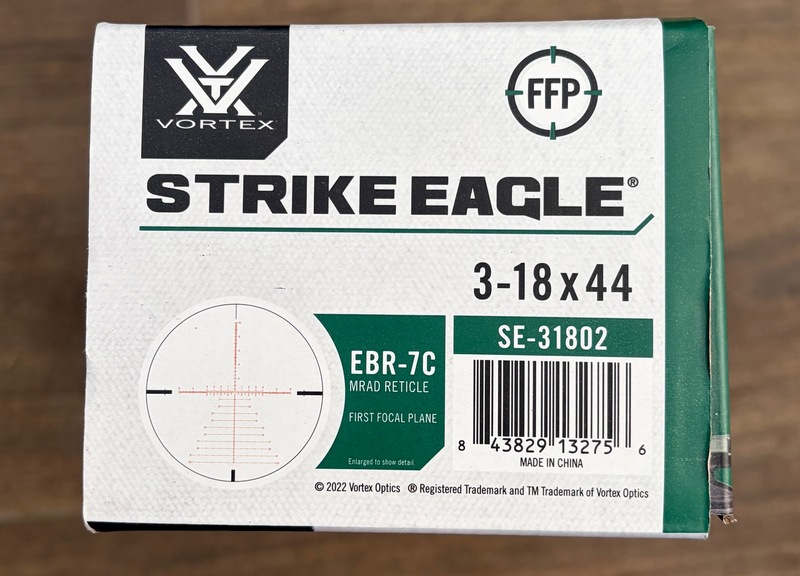 VORTEX
FFP
STRIKE EAGLE®
3-18x44
SE-31802
EBR-7C
MRAD RETICLE
FIRST FOCAL PLANE
Enlarged to show detail.
8 43829 13275 6
MADE IN CHINA
© 2022 Vortex Optics ® Registered Trademark and TM Trademark of Vortex Optics